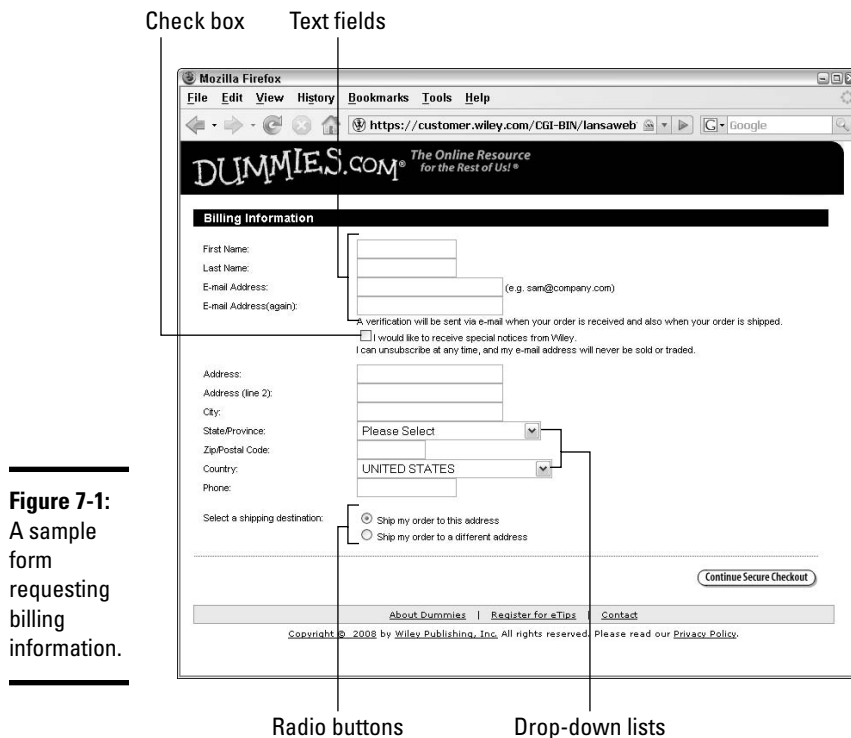 Check box Text fields
Mozilla Firefox
File Edit View History Bookmarks Tools Help
https://customer.wiley.com/CGI-BIN/lansaweb G Google
DUMMIES.COM® The Online Resource
for the Rest of Us! ®
Billing Information
First Name:
Last Name:
E-mail Address: (e.g. sam@company.com)
E-mail Address(again):
A verification will be sent via e-mail when your order is received and also when your order is shipped.
I would like to receive special notices from Wiley.
I can unsubscribe at any time, and my e-mail address will never be sold or traded.
Address:
Address (line 2):
City:
State/Province: Please Select
Zip/Postal Code:
Country: UNITED STATES
Phone:
Select a shipping destination: Ship my order to this address
Ship my order to a different address
Continue Secure Checkout
About Dummies | Register for eTips | Contact
Copyright © 2008 by Wiley Publishing, Inc. All rights reserved. Please read our Privacy Policy.
Figure 7-1:
A sample
form
requesting
billing
information.
Radio buttons Drop-down lists